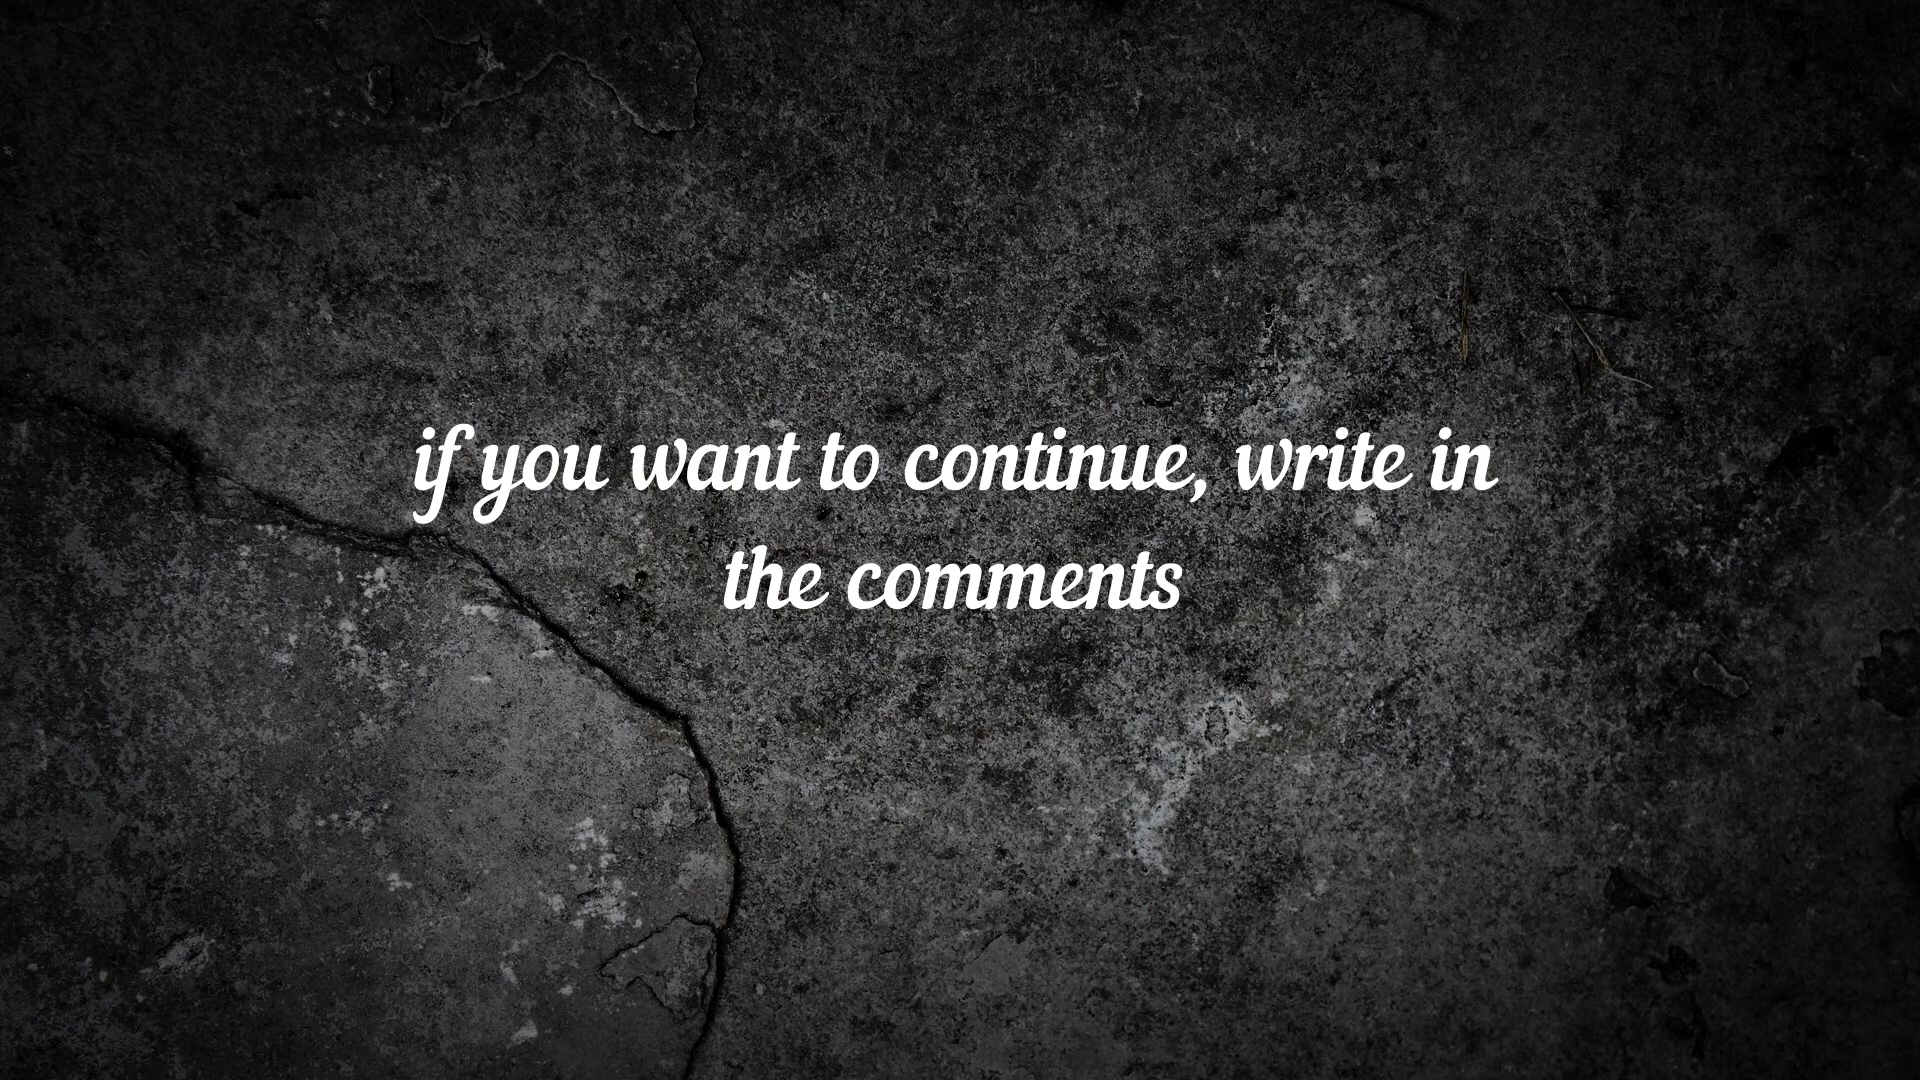 if you want to continue, write in
the comments